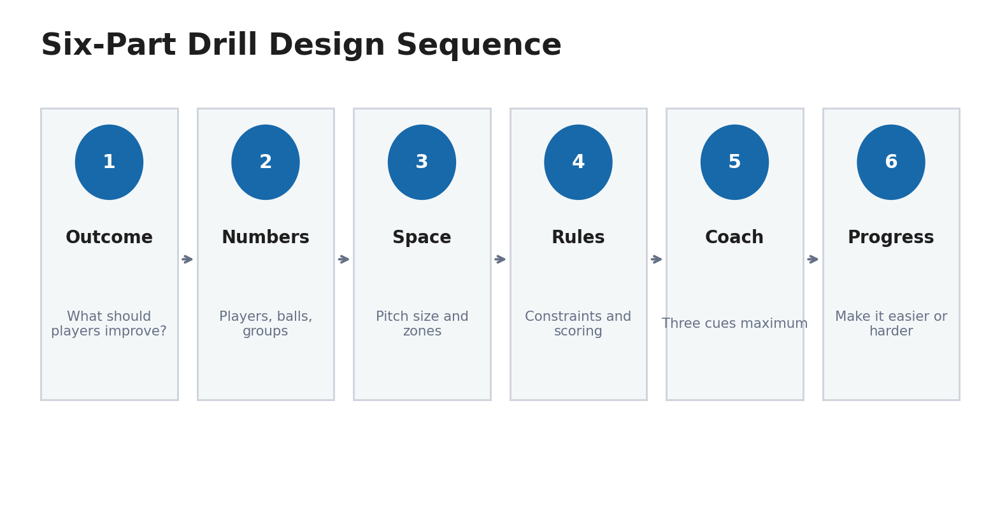 Six-Part Drill Design Sequence
1
Outcome
What should
players improve?
2
Numbers
Players, balls,
groups
3
Space
Pitch size and
zones
4
Rules
Constraints and
scoring
5
Coach
Three cues maximum
6
Progress
Make it easier or
harder